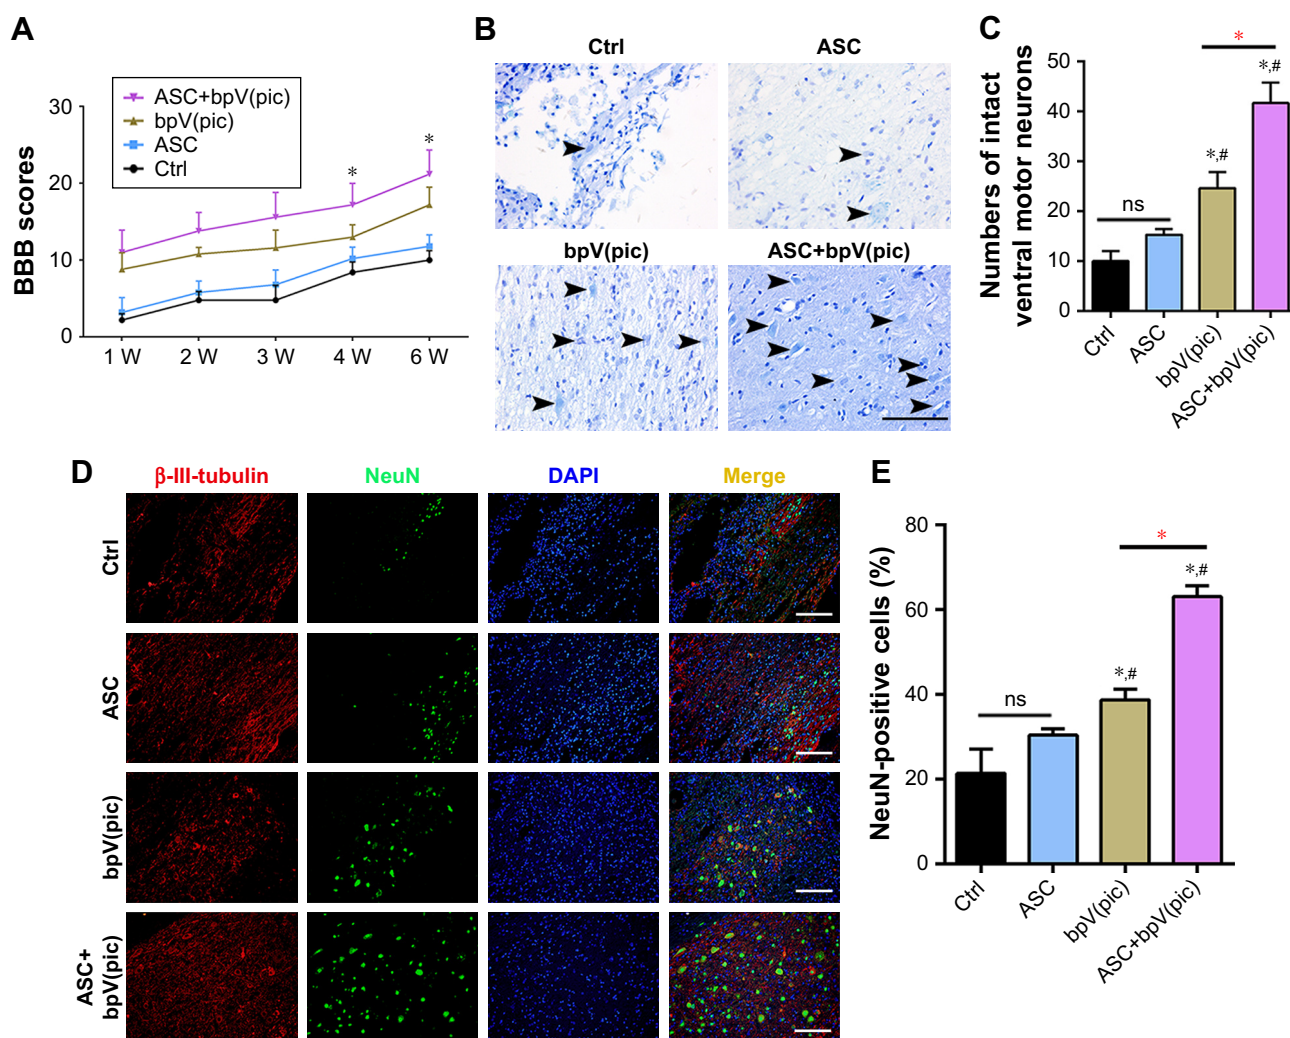 A
30
20
10
0
BBB scores
ASC+bpV(pic)
bpV(pic)
ASC
Ctrl
*
*
1 W 2 W 3 W 4 W 6 W
B
Ctrl
ASC
bpV(pic)
ASC+bpV(pic)
C
Numbers of intact
ventral motor neurons
50
40
30
20
10
0
ns
*,#
*
*,#
Ctrl
ASC
bpV(pic)
ASC+bpV(pic)
D
β-III-tubulin NeuN DAPI Merge
Ctrl
ASC
bpV(pic)
ASC+
bpV(pic)
E
NeuN-positive cells (%)
80
60
40
20
0
ns
*,#
*
*,#
Ctrl
ASC
bpV(pic)
ASC+bpV(pic)